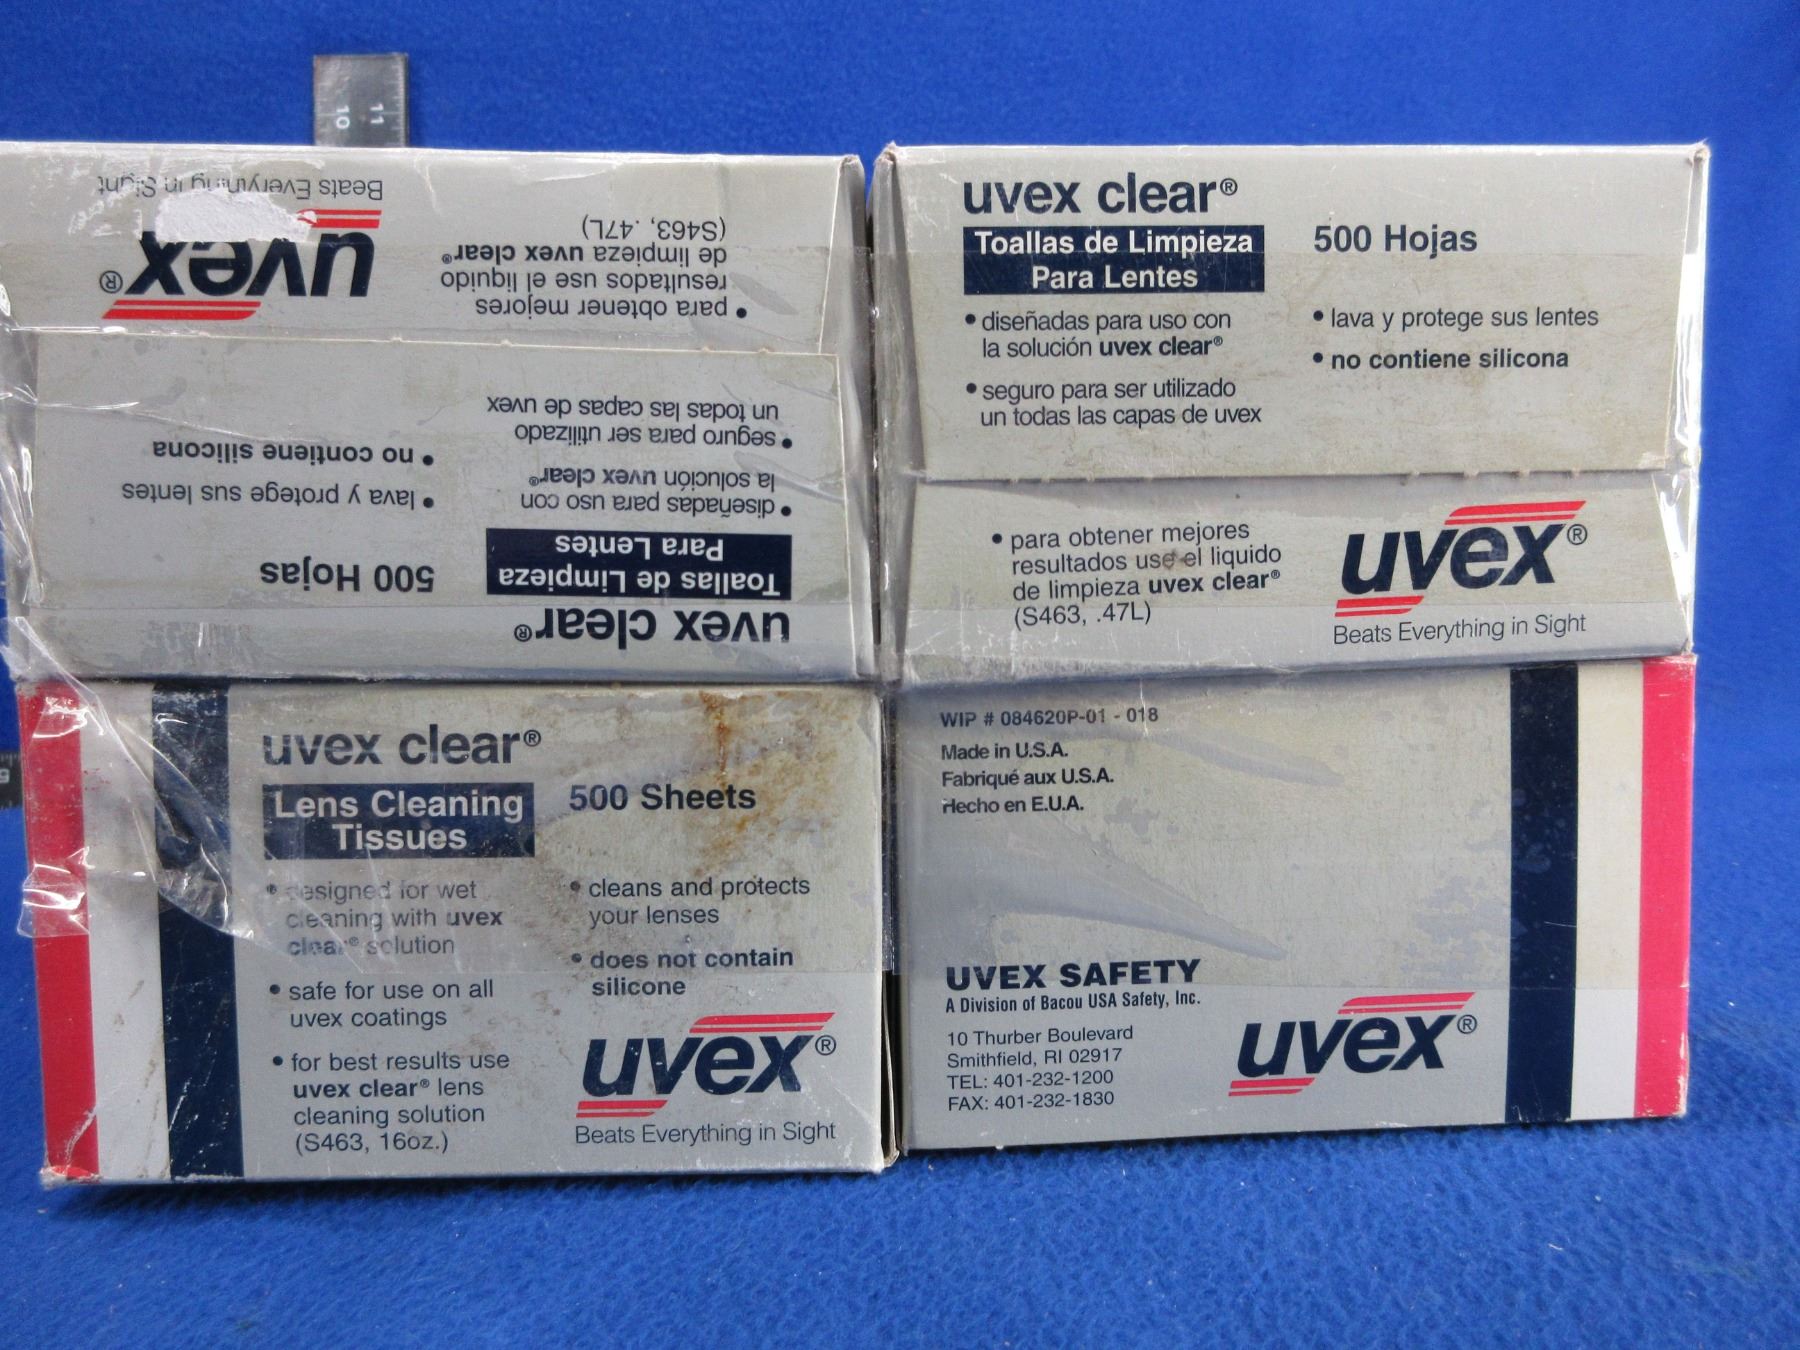 11
10
Beats Everything in Sight
uvex®
• para obtener mejores
resultados use el liquido
de limpieza uvex clear®
(S463, .47L)
uvex clear®
Toallas de Limpieza
Para Lentes
500 Hojas
• diseñadas para uso con
la solución uvex clear®
• seguro para ser utilizado
un todas las capas de uvex
• lava y protege sus lentes
• no contiene silicona
uvex clear®
Toallas de Limpieza
Para Lentes
500 Hojas
• diseñadas para uso con
la solución uvex clear®
• seguro para ser utilizado
un todas las capas de uvex
• lava y protege sus lentes
• no contiene silicona
• para obtener mejores
resultados use el liquido
de limpieza uvex clear®
(S463, .47L)
uvex®
Beats Everything in Sight
5
uvex clear®
Lens Cleaning
Tissues
500 Sheets
• designed for wet
cleaning with uvex
clear® solution
• safe for use on all
uvex coatings
• for best results use
uvex clear® lens
cleaning solution
(S463, 16oz.)
• cleans and protects
your lenses
• does not contain
silicone
uvex®
Beats Everything in Sight
WIP # 084620P-01 - 018
Made in U.S.A.
Fabriqué aux U.S.A.
Hecho en E.U.A.
UVEX SAFETY
A Division of Bacou USA Safety, Inc.
10 Thurber Boulevard
Smithfield, RI 02917
TEL: 401-232-1200
FAX: 401-232-1830
uvex®